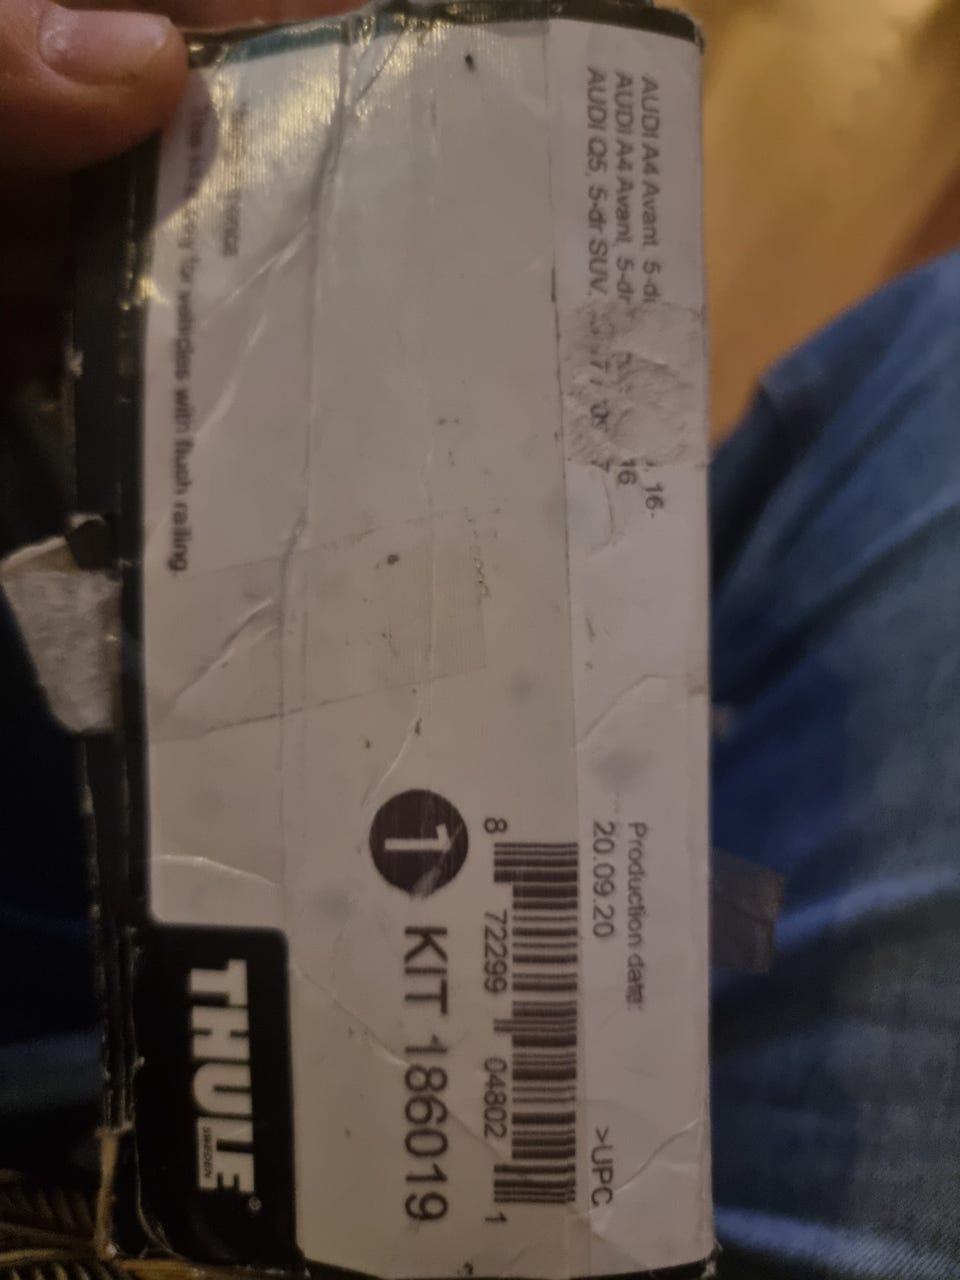 AUDI A4 Avant, 5-dr 16-
AUDI A4 Avant, 5-dr 16
AUDI Q5, 5-dr SUV,
Production date:
20.09.20
>UPC
8 72299 04802 1
1 KIT 186019
for vehicles with flush railing.
THULE
SWEDEN